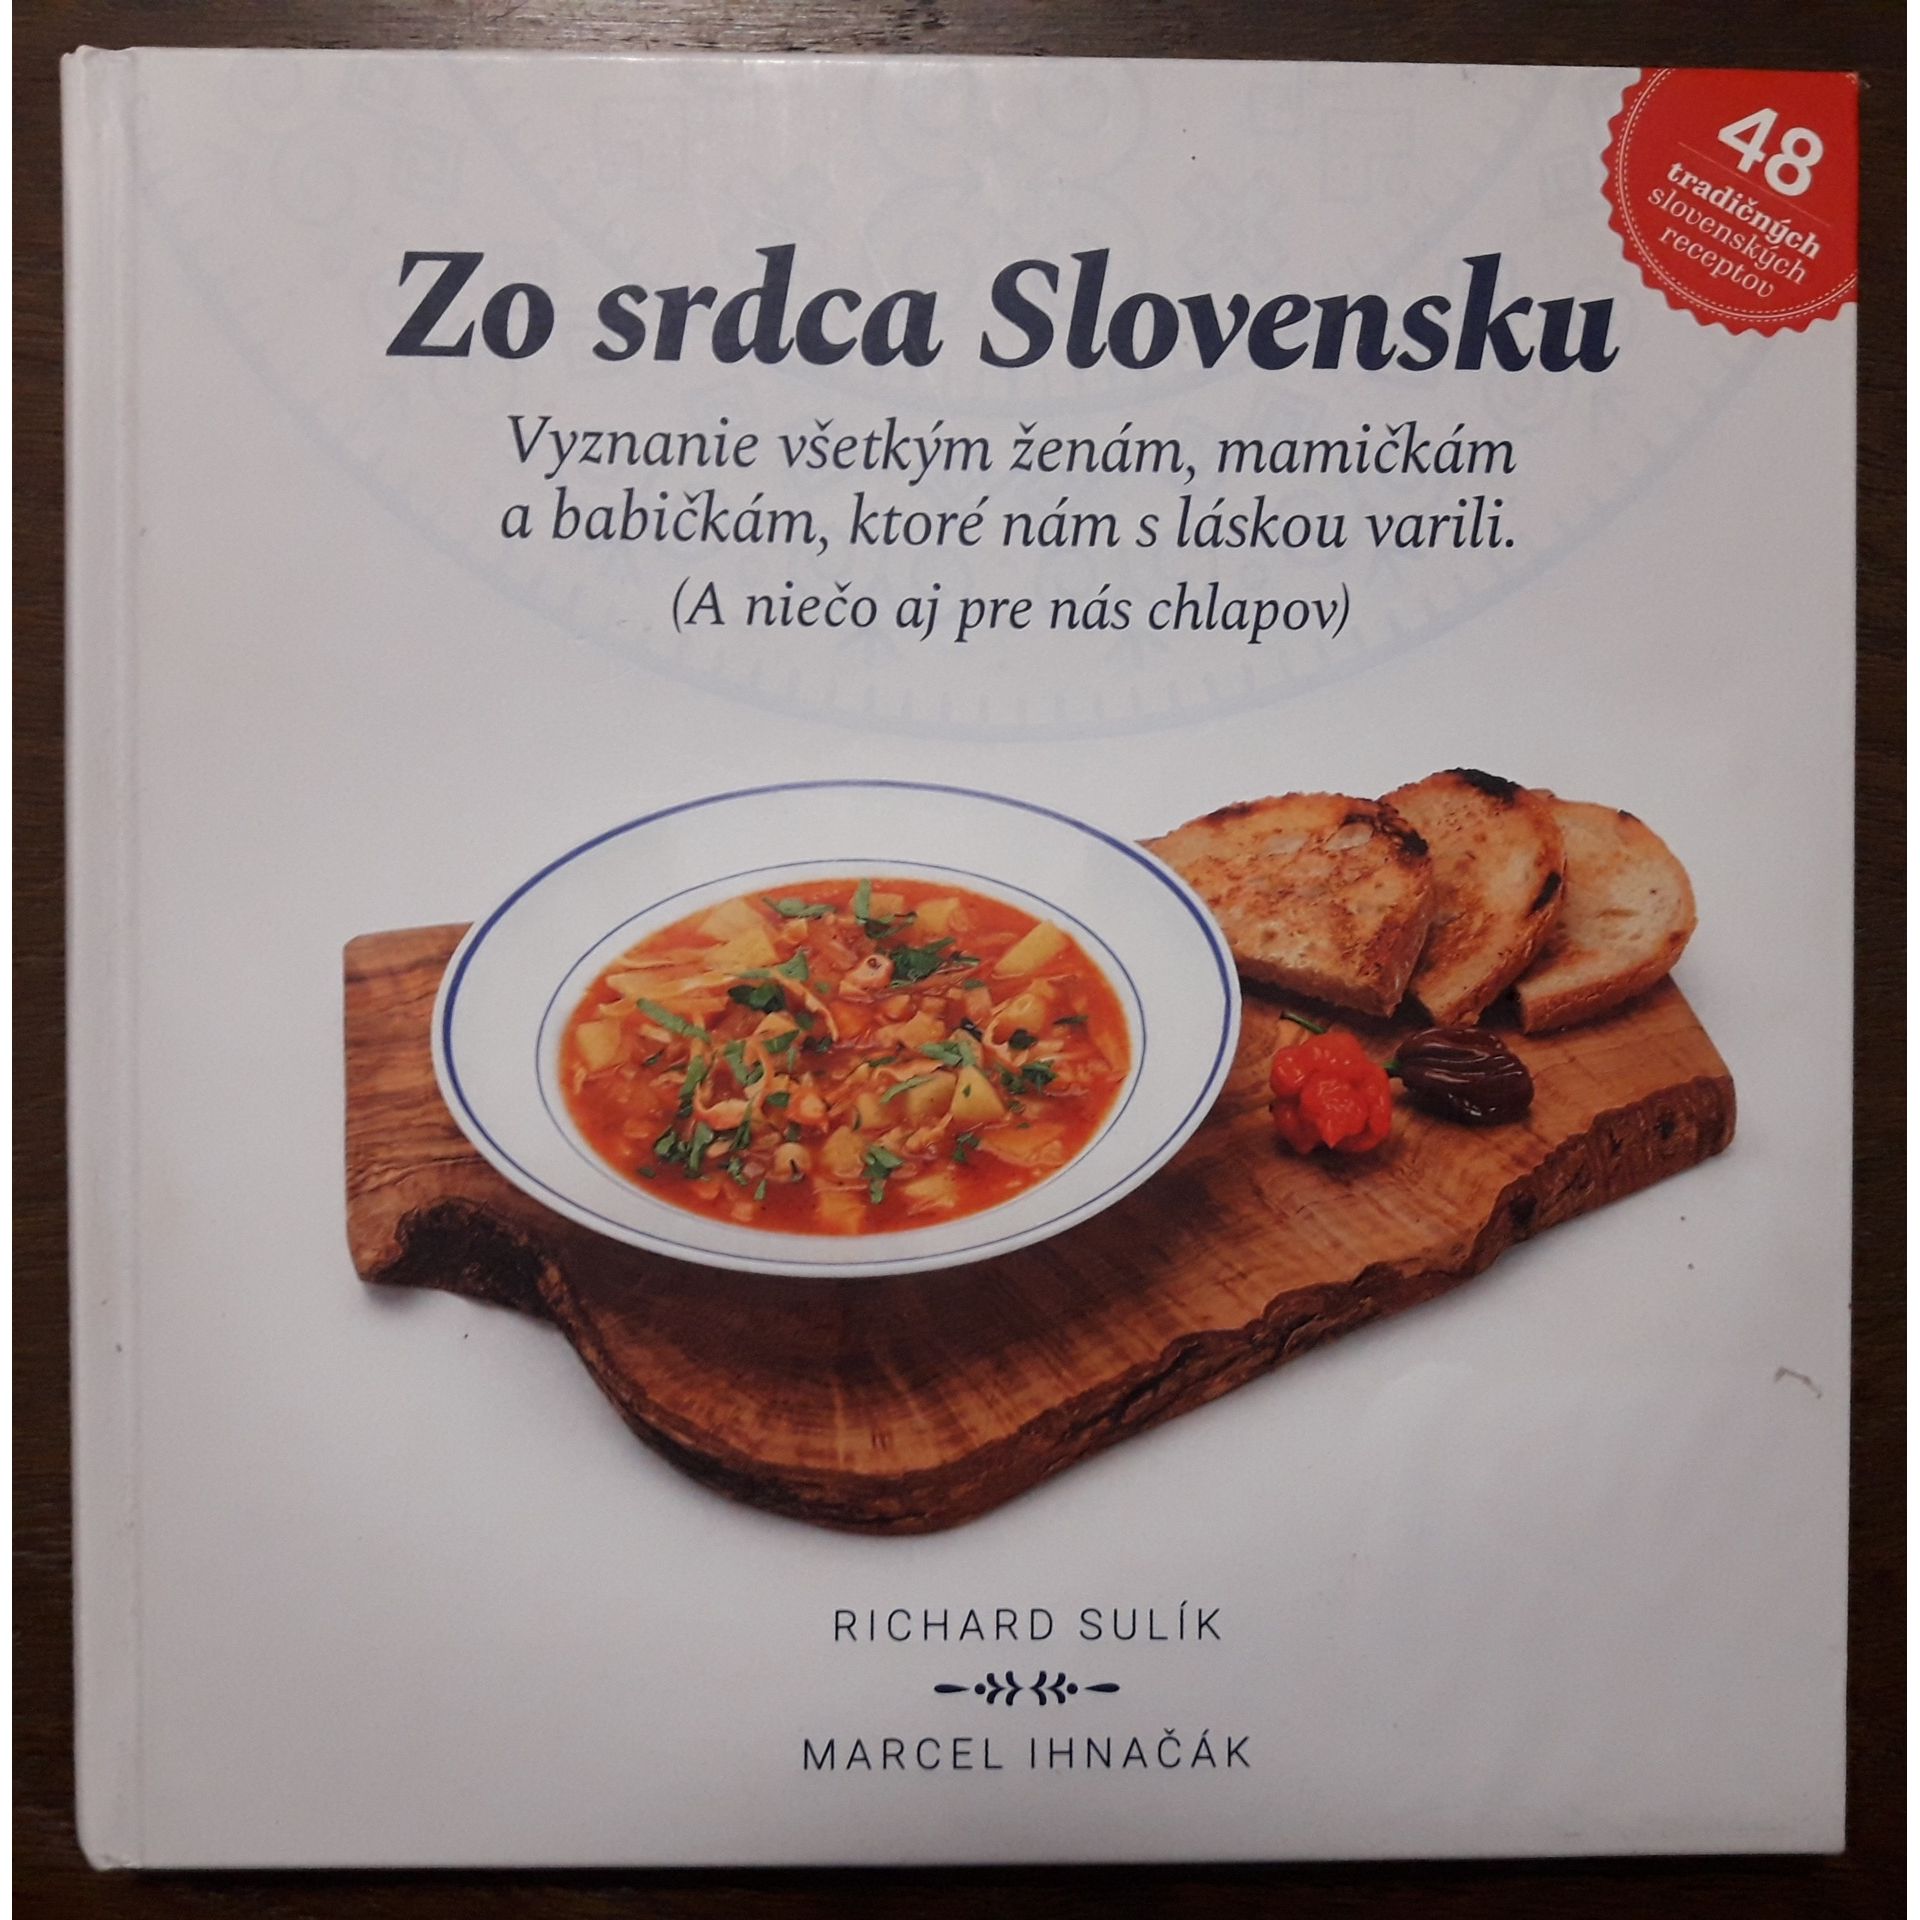 48
tradičných
slovenských
receptov
Zo srdca Slovensku
Vyznanie všetkým ženám, mamičkám
a babičkám, ktoré nám s láskou varili.
(A niečo aj pre nás chlapov)
RICHARD SULÍK
MARCEL IHNAČÁK